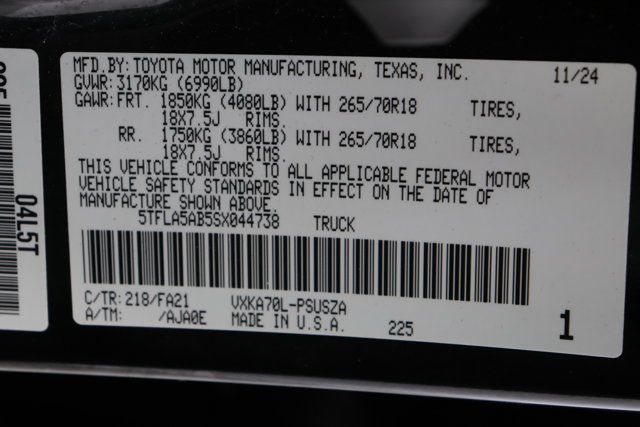 MFD.BY:TOYOTA MOTOR MANUFACTURING, TEXAS, INC. 11/24
GVWR:3170KG (6990LB)
GAWR:FRT. 1850KG (4080LB) WITH 265/70R18 TIRES,
18X7.5J RIMS.
RR. 1750KG (3860LB) WITH 265/70R18 TIRES,
18X7.5J RIMS.
THIS VEHICLE CONFORMS TO ALL APPLICABLE FEDERAL MOTOR
VEHICLE SAFETY STANDARDS IN EFFECT ON THE DATE OF
MANUFACTURE SHOWN ABOVE.
5TFLA5AB5SX044738 TRUCK
C/TR:218/FA21 VXKA70L-PSUSZA
A/TM: /AJA0E MADE IN U.S.A. 225 1
04L5T